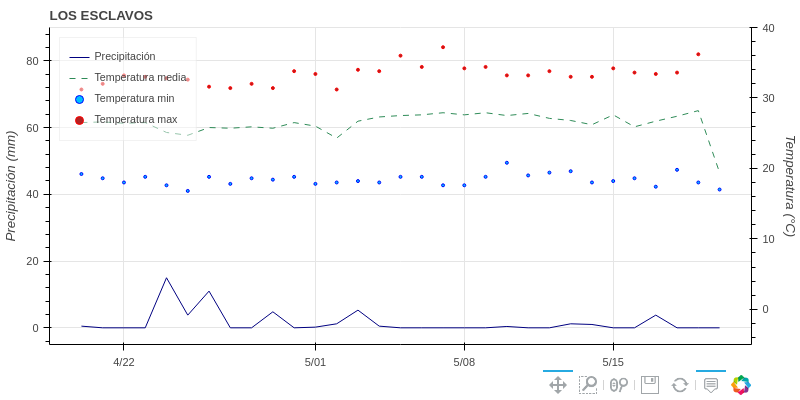 LOS ESCLAVOS
Precipitación
Temperatura media
Temperatura min
Temperatura max
Precipitación (mm)
80
60
40
20
0
Temperatura (°C)
40
30
20
10
0
4/22
5/01
5/08
5/15